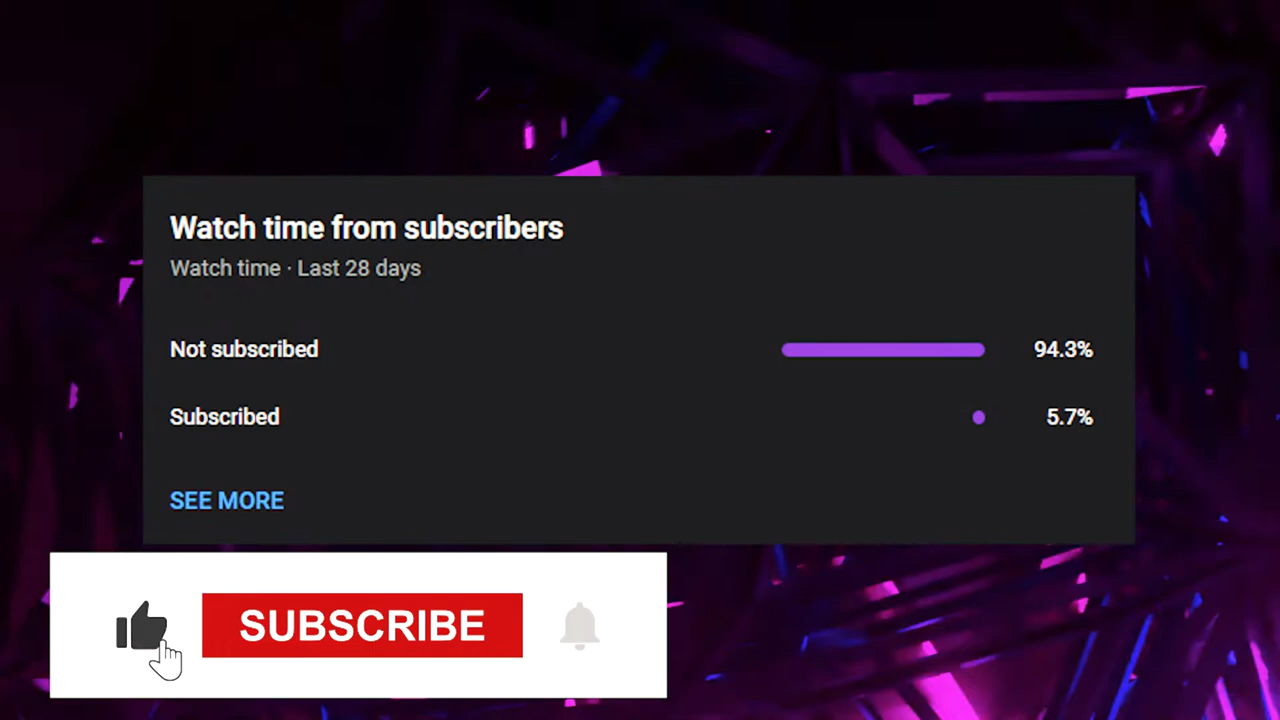 Watch time from subscribers
Watch time · Last 28 days
Not subscribed 94.3%
Subscribed 5.7%
SEE MORE
SUBSCRIBE